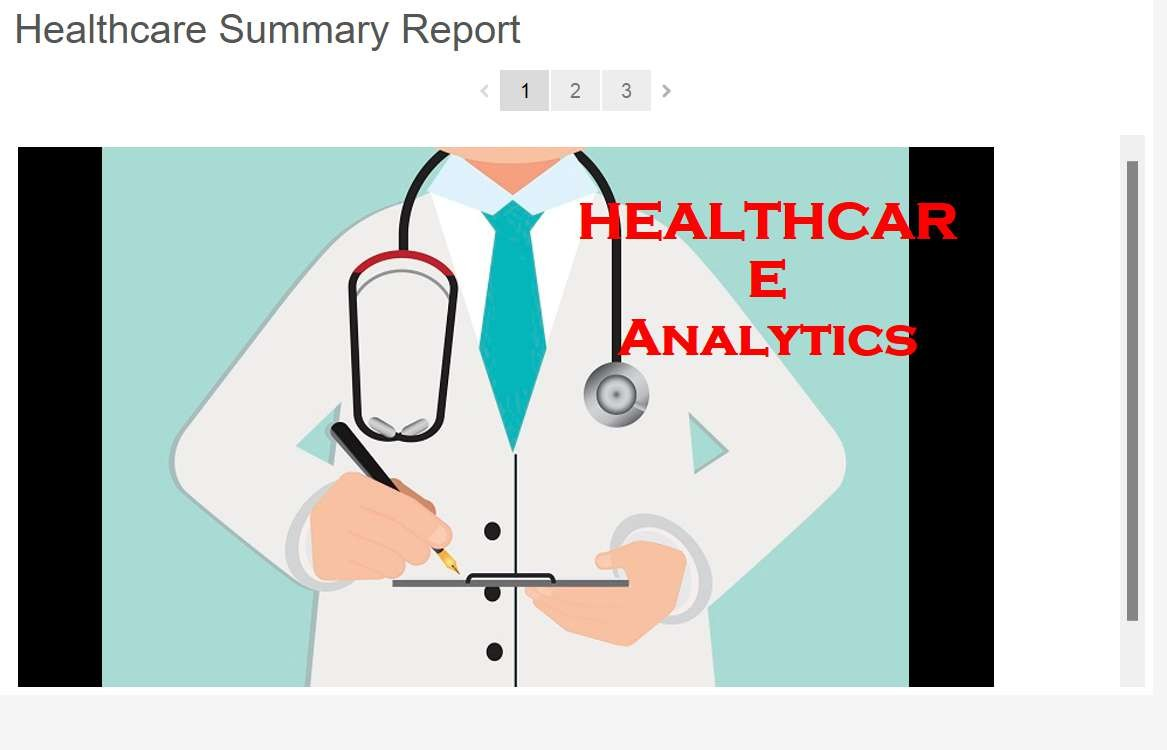 Healthcare Summary Report
‹ 1 2 3 ›
HEALTHCAR
E
ANALYTICS